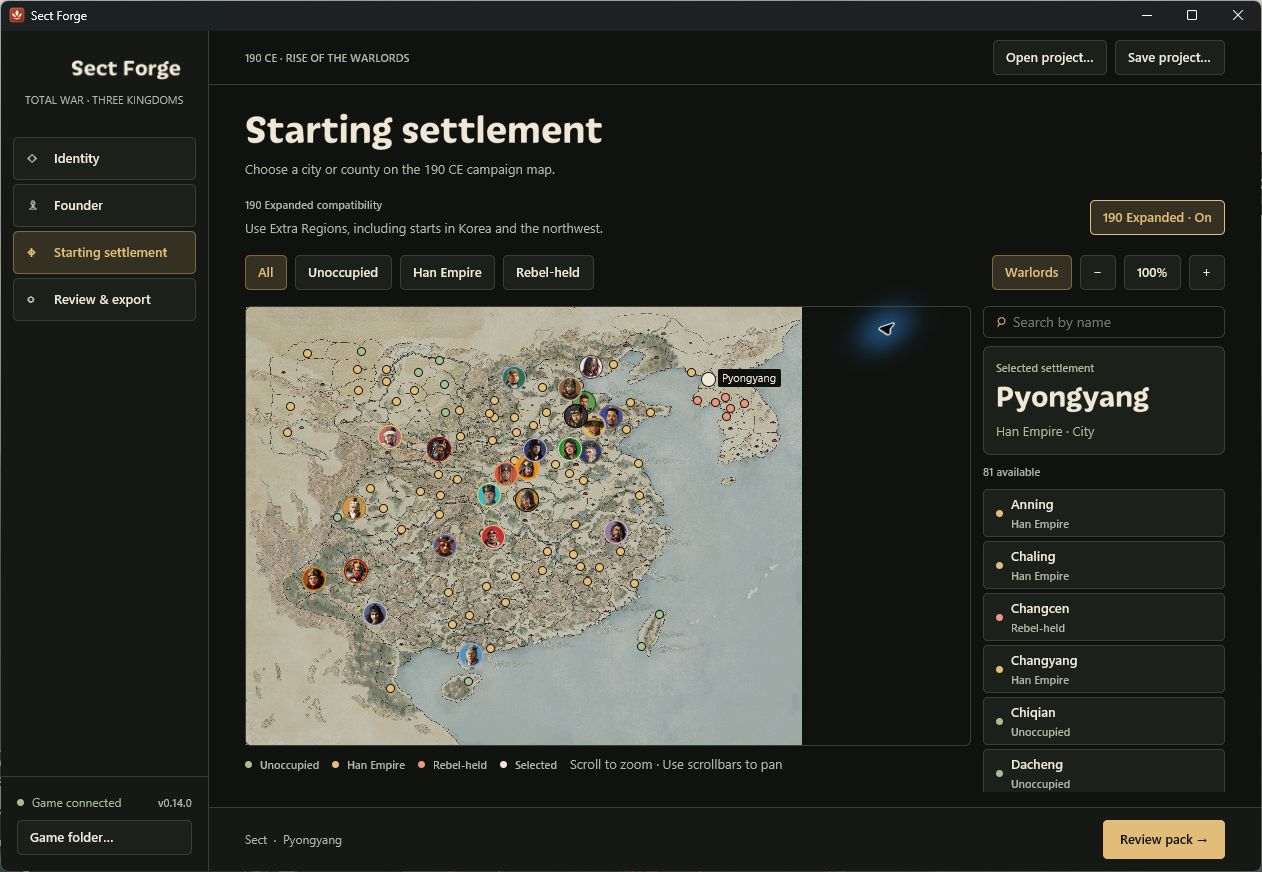 Sect Forge
Sect Forge
TOTAL WAR · THREE KINGDOMS
Identity
Founder
Starting settlement
Review & export
Game connected v0.14.0
Game folder...
190 CE · RISE OF THE WARLORDS
Open project... Save project...
Starting settlement
Choose a city or county on the 190 CE campaign map.
190 Expanded compatibility
Use Extra Regions, including starts in Korea and the northwest.
190 Expanded · On
All Unoccupied Han Empire Rebel-held
Warlords − 100% +
Pyongyang
Unoccupied Han Empire Rebel-held Selected Scroll to zoom · Use scrollbars to pan
Search by name
Selected settlement
Pyongyang
Han Empire · City
81 available
Anning
Han Empire
Chaling
Han Empire
Changcen
Rebel-held
Changyang
Han Empire
Chiqian
Unoccupied
Dacheng
Unoccupied
Sect · Pyongyang
Review pack →